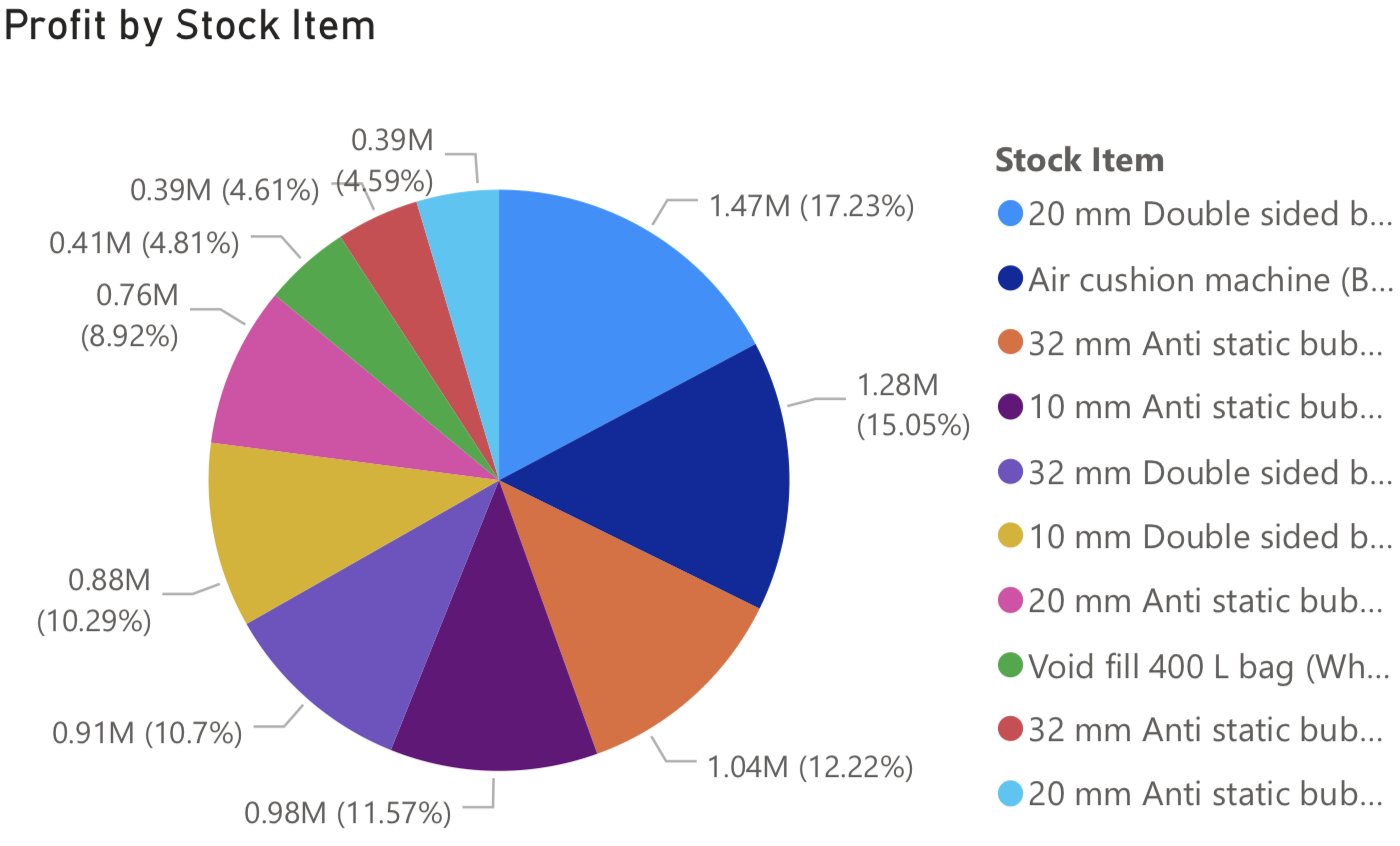 Profit by Stock Item
0.39M
(4.59%)
0.39M (4.61%)
0.41M (4.81%)
0.76M
(8.92%)
0.88M
(10.29%)
0.91M (10.7%)
0.98M (11.57%)
1.04M (12.22%)
1.28M
(15.05%)
1.47M (17.23%)
Stock Item
20 mm Double sided b...
Air cushion machine (B...
32 mm Anti static bub...
10 mm Anti static bub...
32 mm Double sided b...
10 mm Double sided b...
20 mm Anti static bub...
Void fill 400 L bag (Wh...
32 mm Anti static bub...
20 mm Anti static bub...